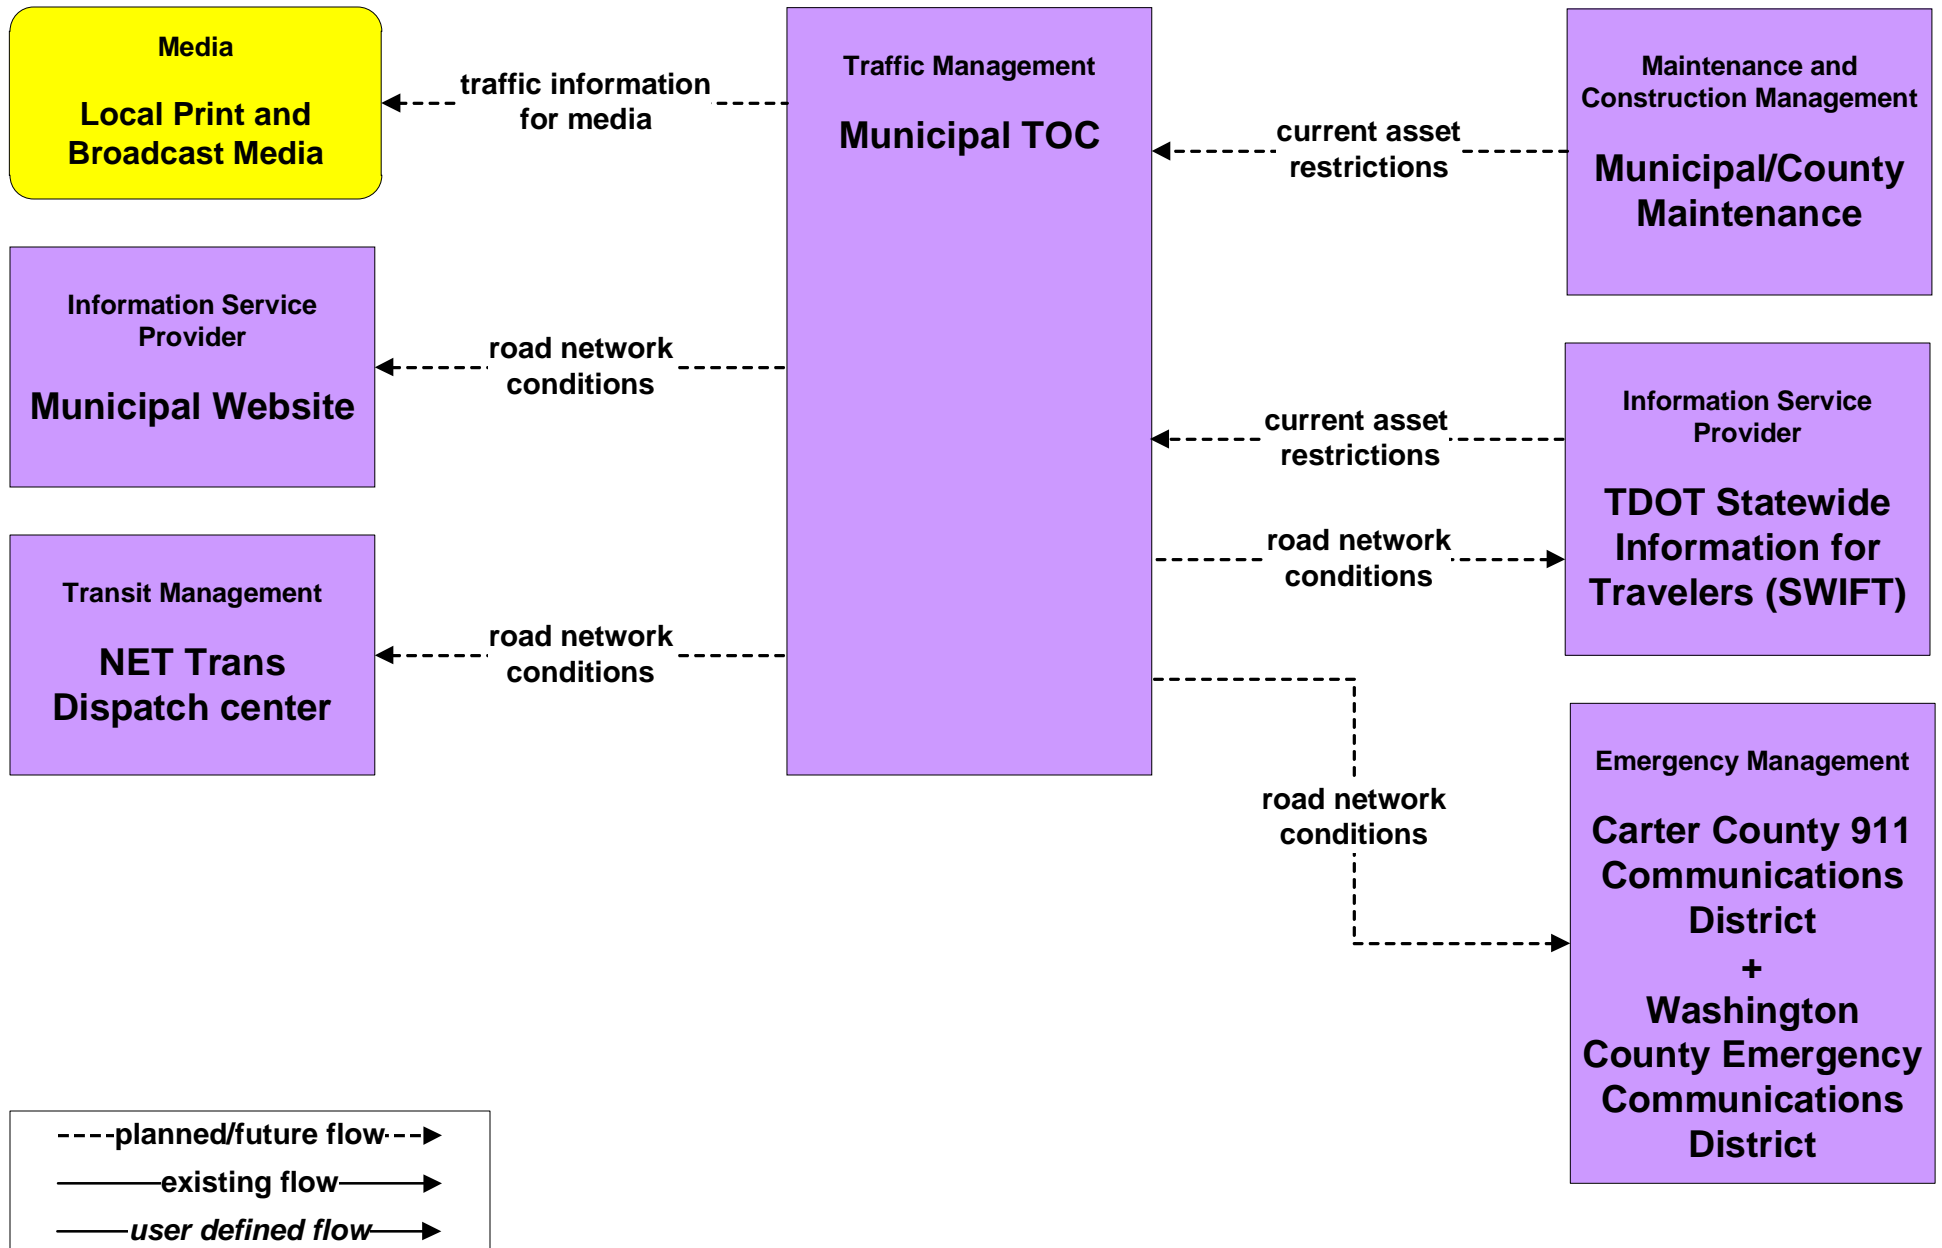 Media
Local Print and
Broadcast Media
traffic information
for media
Traffic Management
Municipal TOC
current asset
restrictions
Maintenance and
Construction Management
Municipal/County
Maintenance
Information Service
Provider
Municipal Website
road network
conditions
current asset
restrictions
road network
conditions
Information Service
Provider
TDOT Statewide
Information for
Travelers (SWIFT)
Transit Management
NET Trans
Dispatch center
road network
conditions
road network
conditions
Emergency Management
Carter County 911
Communications
District
+
Washington
County Emergency
Communications
District
planned/future flow
existing flow
user defined flow